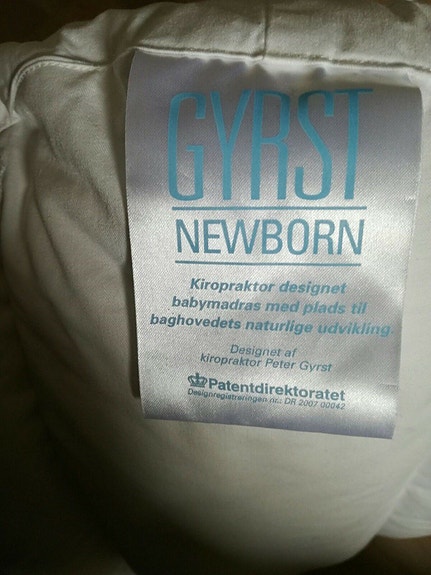 GYRST
NEWBORN
Kiropraktor designet
babymadras med plads til
baghovedets naturlige udvikling.
Designet af
kiropraktor Peter Gyrst
Patentdirektoratet
Designregistreringen nr.: DR 2007 00042